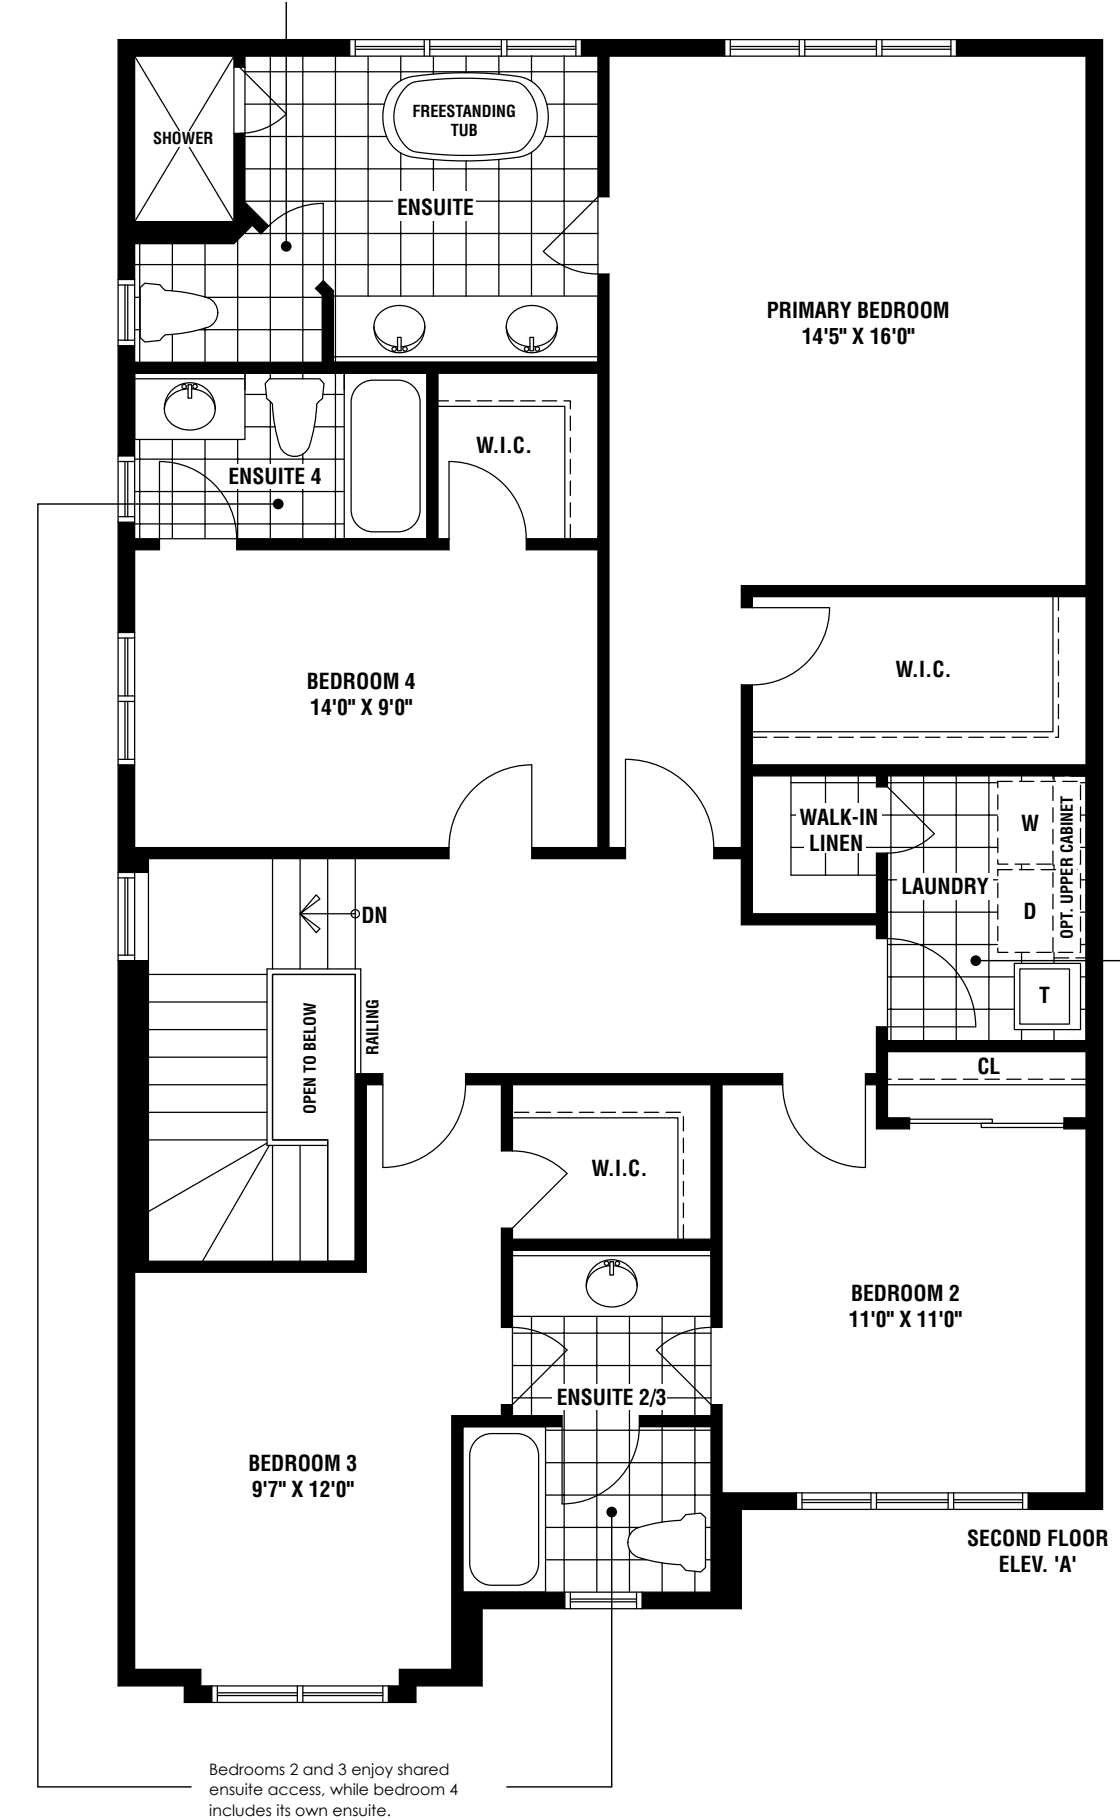 FREESTANDING
TUB
SHOWER
ENSUITE
PRIMARY BEDROOM
14'5" X 16'0"
W.I.C.
ENSUITE 4
W.I.C.
BEDROOM 4
14'0" X 9'0"
WALK-IN
LINEN
W
OPT. UPPER CABINET
LAUNDRY
D
DN
T
OPEN TO BELOW
RAILING
CL
W.I.C.
BEDROOM 2
11'0" X 11'0"
ENSUITE 2/3
BEDROOM 3
9'7" X 12'0"
SECOND FLOOR
ELEV. 'A'
Bedrooms 2 and 3 enjoy shared
ensuite access, while bedroom 4
includes its own ensuite.